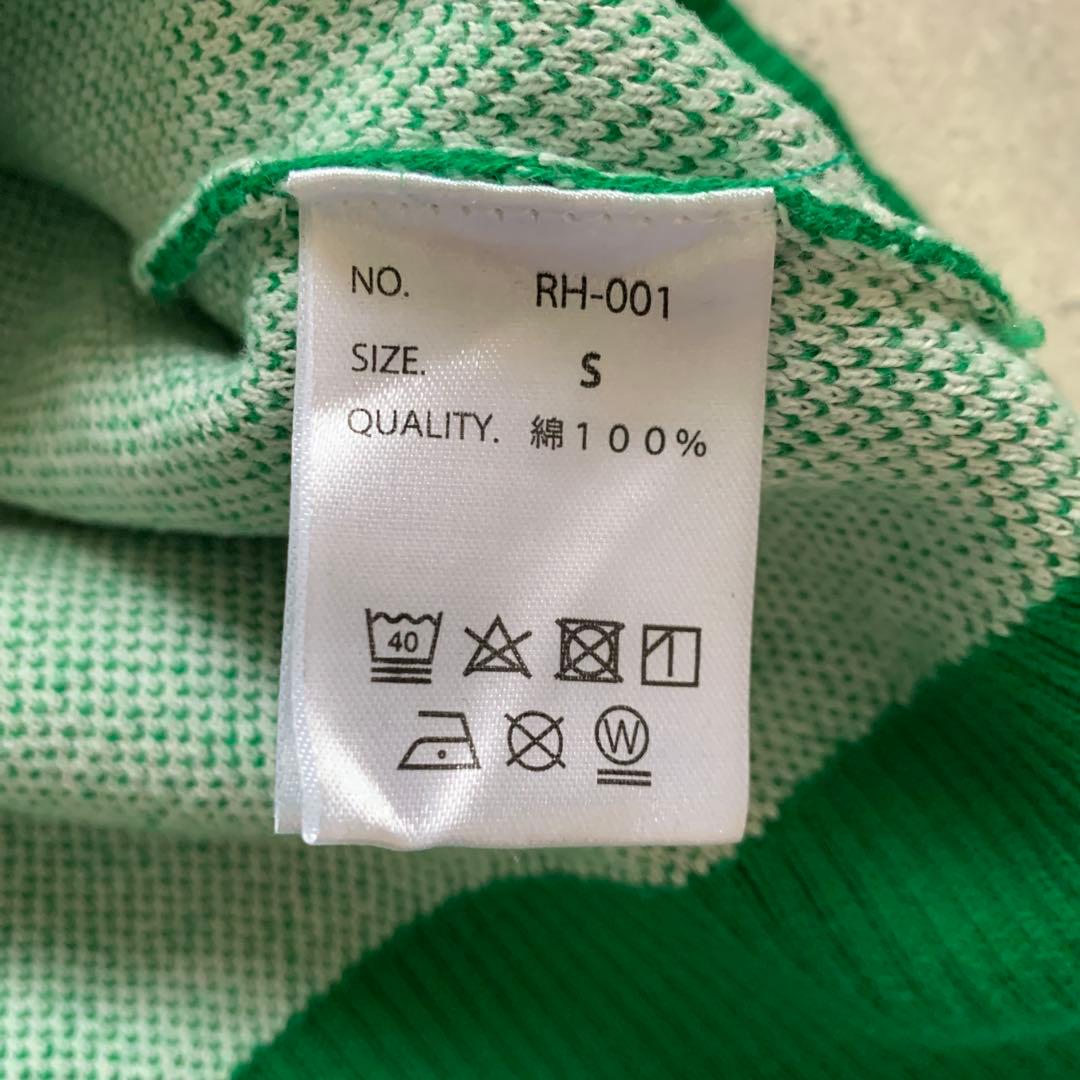 NO. RH-001
SIZE. S
QUALITY. 綿１００％
40
W